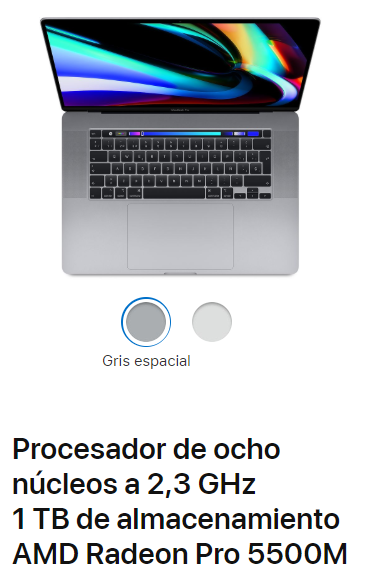 Gris espacial
Procesador de ocho
núcleos a 2,3 GHz
1 TB de almacenamiento
AMD Radeon Pro 5500M